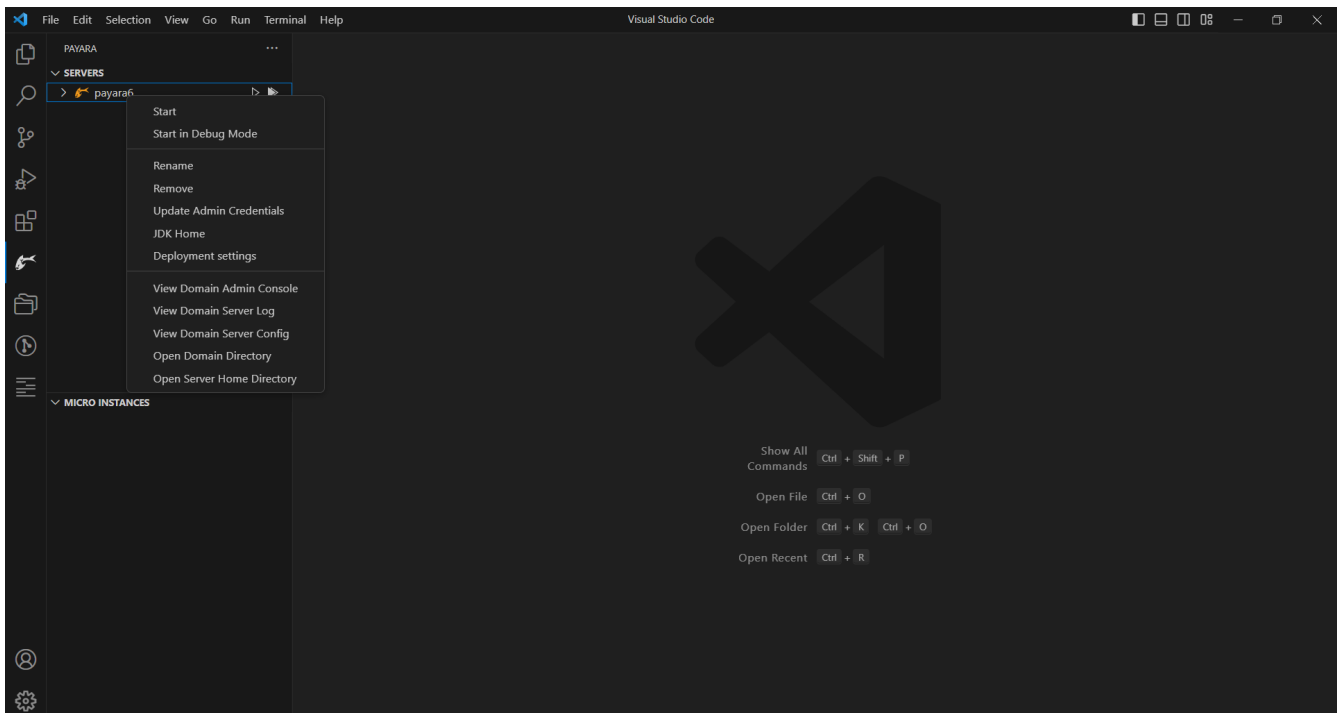 File Edit Selection View Go Run Terminal Help
Visual Studio Code
PAYARA
SERVERS
payara6
Start
Start in Debug Mode
Rename
Remove
Update Admin Credentials
JDK Home
Deployment settings
View Domain Admin Console
View Domain Server Log
View Domain Server Config
Open Domain Directory
Open Server Home Directory
MICRO INSTANCES
Show All Commands Ctrl + Shift + P
Open File Ctrl + O
Open Folder Ctrl + K Ctrl + O
Open Recent Ctrl + R